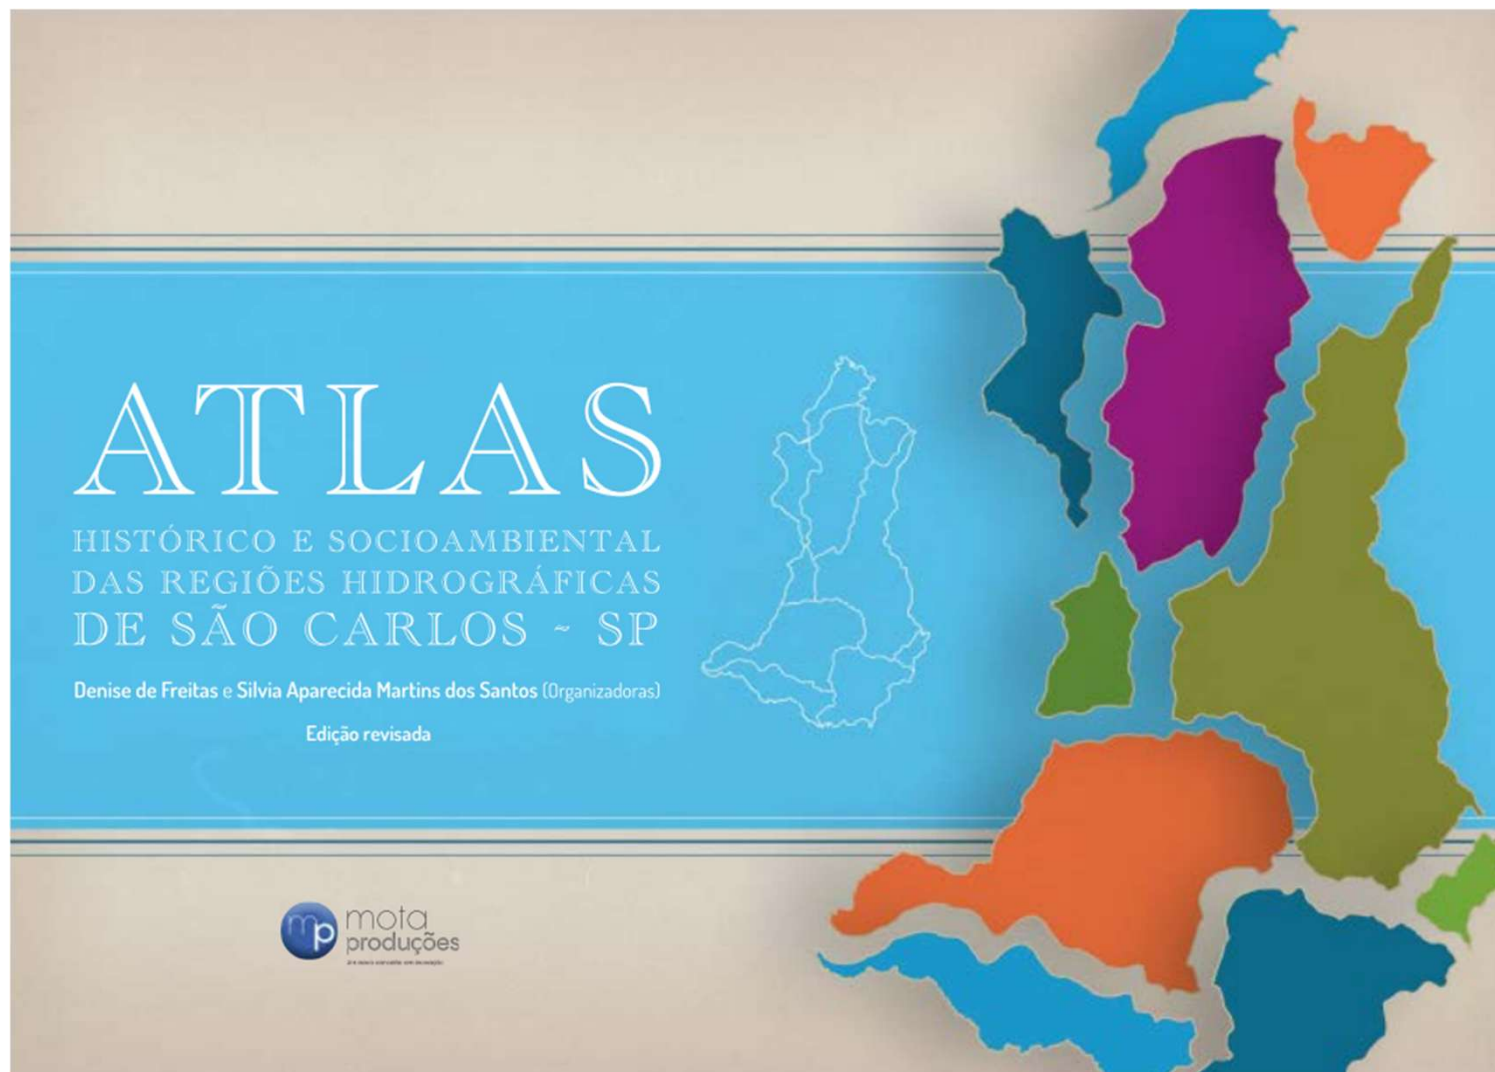 ATLAS
HISTÓRICO E SOCIOAMBIENTAL
DAS REGIÕES HIDROGRÁFICAS
DE SÃO CARLOS ~ SP
Denise de Freitas e Silvia Aparecida Martins dos Santos (Organizadoras)
Edição revisada
mp
mota
produções